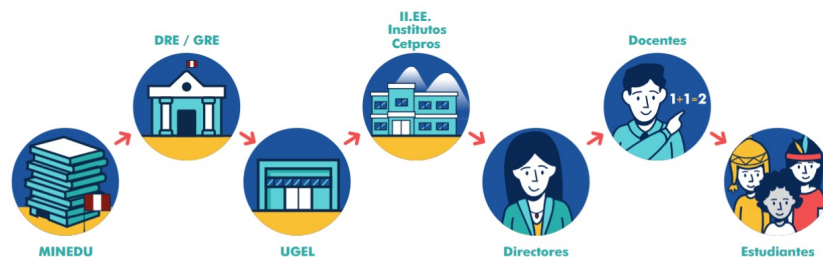 MINEDU
DRE / GRE
UGEL
II.EE.
Institutos
Cetpros
Directores
Docentes
1+1=2
Estudiantes